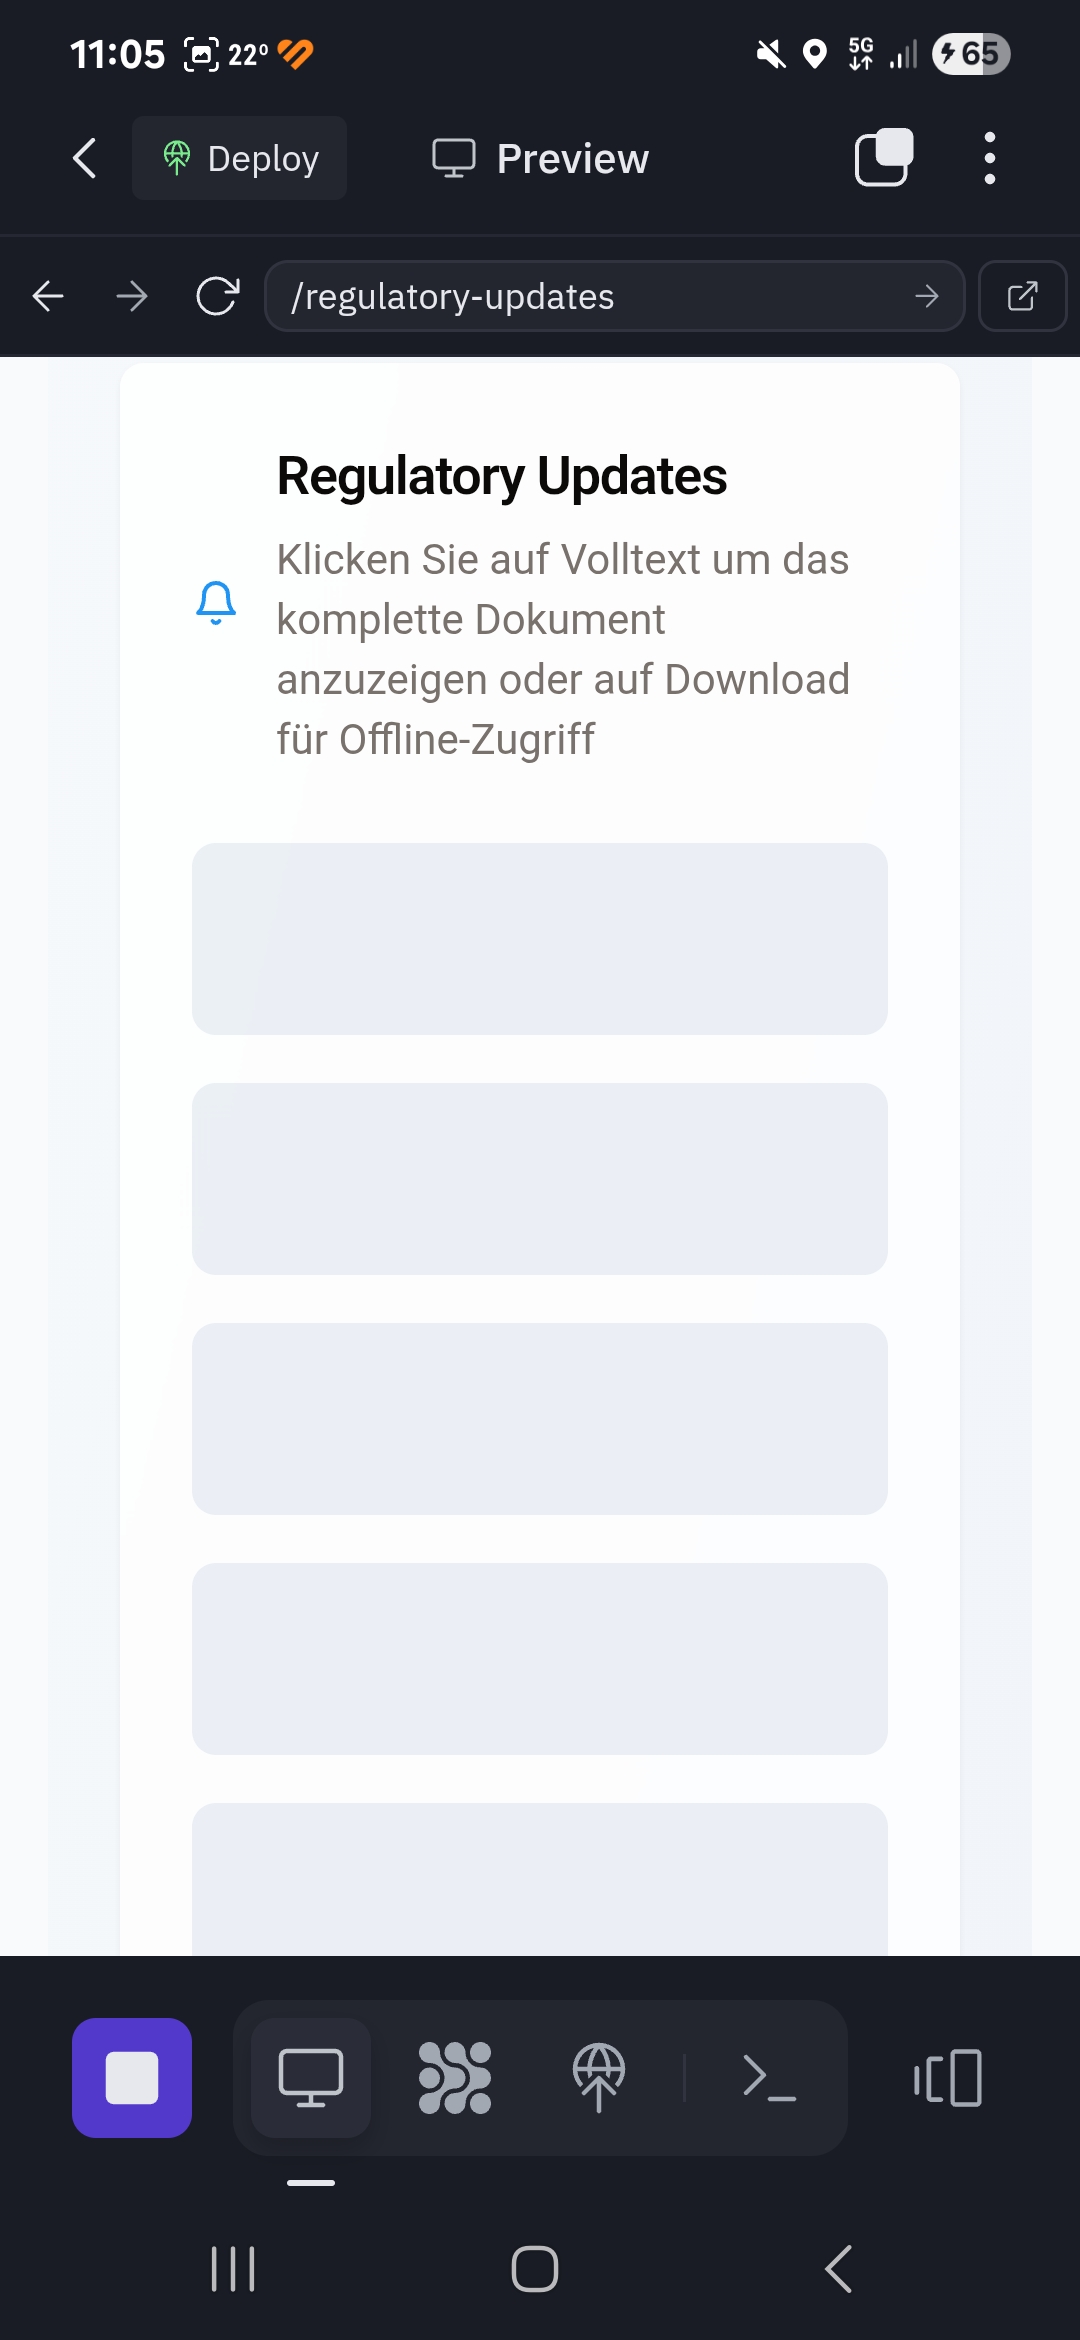 11:05 22°
5G 65
Deploy
Preview
/regulatory-updates
Regulatory Updates
Klicken Sie auf Volltext um das
komplette Dokument
anzuzeigen oder auf Download
für Offline-Zugriff